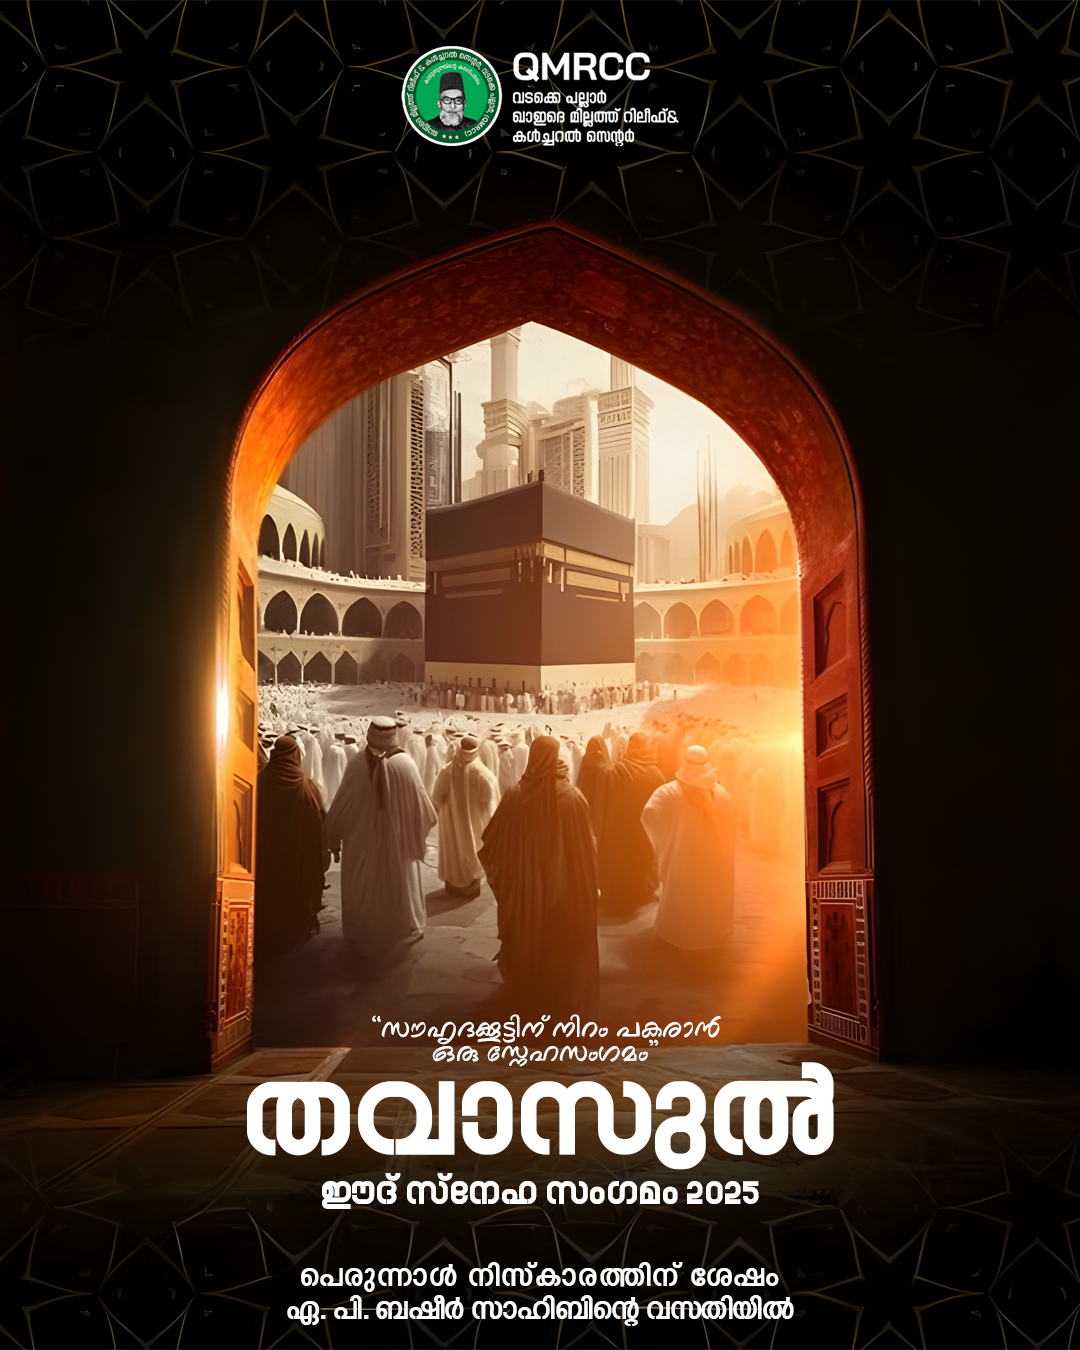 QMRCC
വടക്കെ പല്ലാർ
ഖാഇദെ മില്ലത്ത് റിലീഫ്&
കൾച്ചറൽ സെന്റർ
“സൗഹൃദക്കൂട്ടിന് നിറം പകരാൻ
ഒരു സ്നേഹസംഗമം”
തവാസുൽ
ഈദ് സ്നേഹ സംഗമം 2025
പെരുന്നാൾ നിസ്കാരത്തിന് ശേഷം
ഏ. പി. ബഷീർ സാഹിബിന്റെ വസതിയിൽ